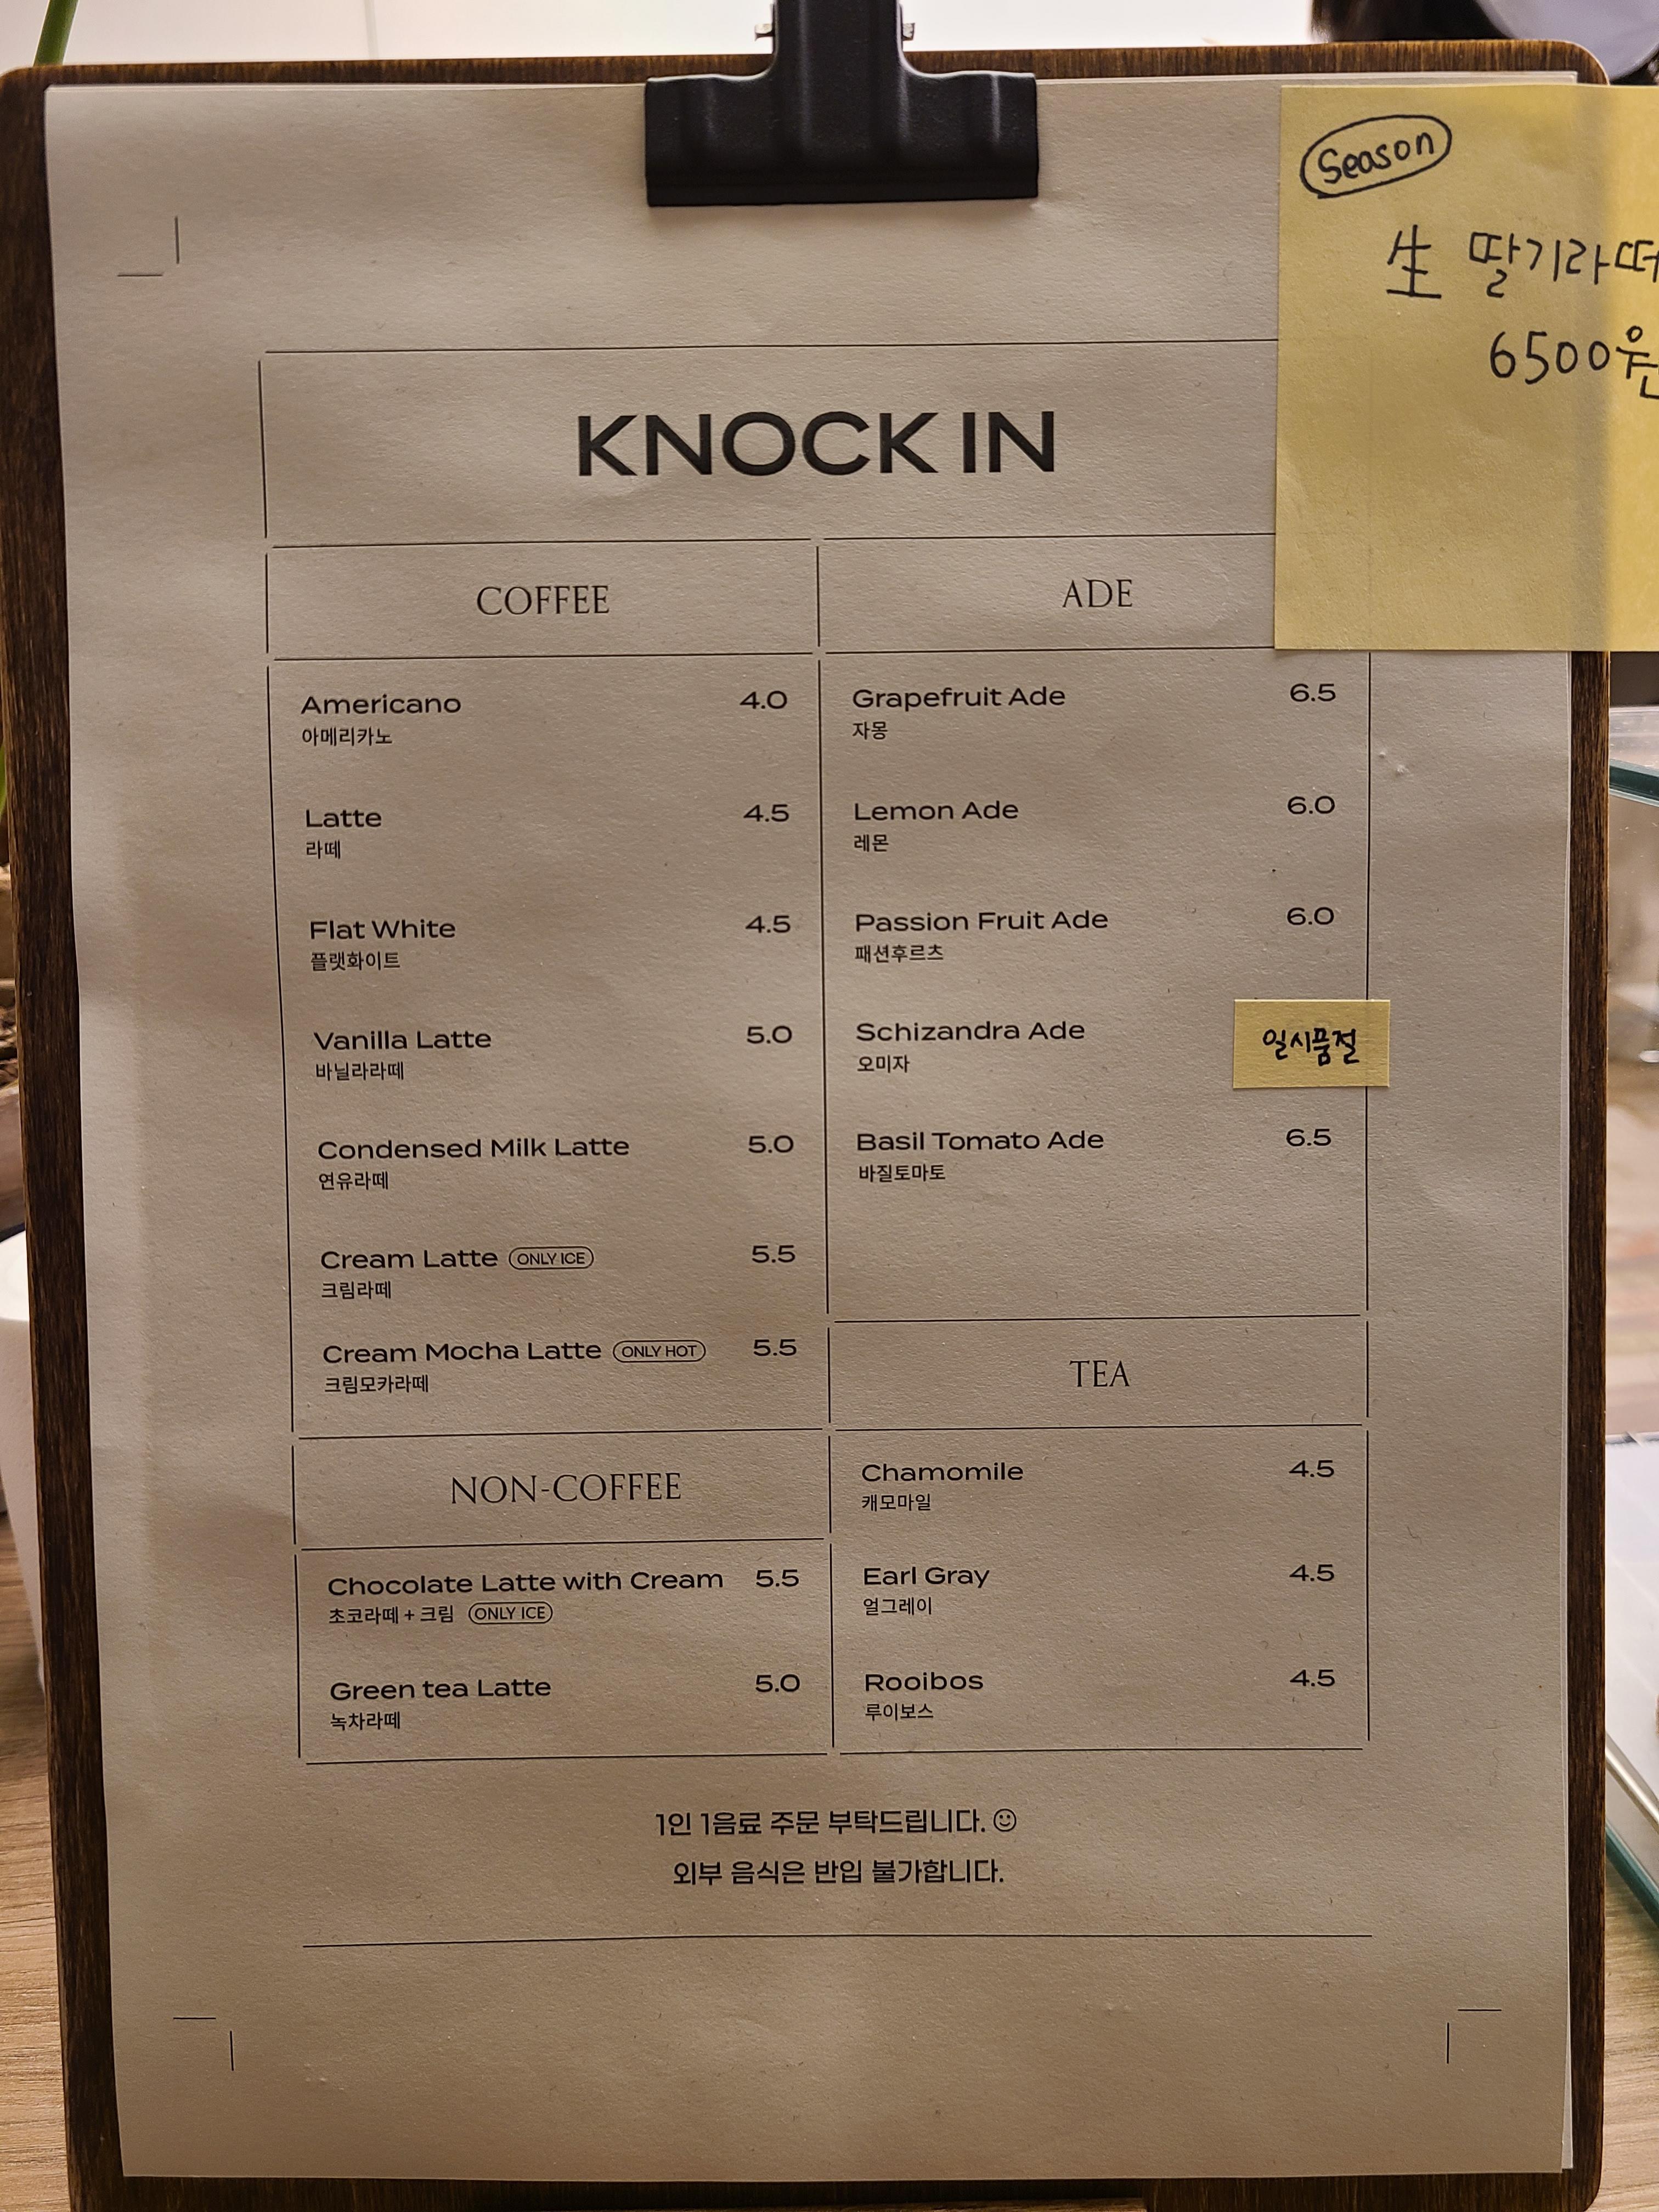 Season
生 딸기라떼
6500원
KNOCK IN
COFFEE
Americano 4.0
아메리카노
Latte 4.5
라떼
Flat White 4.5
플랫화이트
Vanilla Latte 5.0
바닐라라떼
Condensed Milk Latte 5.0
연유라떼
Cream Latte ONLY ICE 5.5
크림라떼
Cream Mocha Latte ONLY HOT 5.5
크림모카라떼
NON-COFFEE
Chocolate Latte with Cream 5.5
초코라떼 + 크림 ONLY ICE
Green tea Latte 5.0
녹차라떼
ADE
Grapefruit Ade 6.5
자몽
Lemon Ade 6.0
레몬
Passion Fruit Ade 6.0
패션후르츠
Schizandra Ade 일시품절
오미자
Basil Tomato Ade 6.5
바질토마토
TEA
Chamomile 4.5
캐모마일
Earl Gray 4.5
얼그레이
Rooibos 4.5
루이보스
1인 1음료 주문 부탁드립니다.☺
외부 음식은 반입 불가합니다.